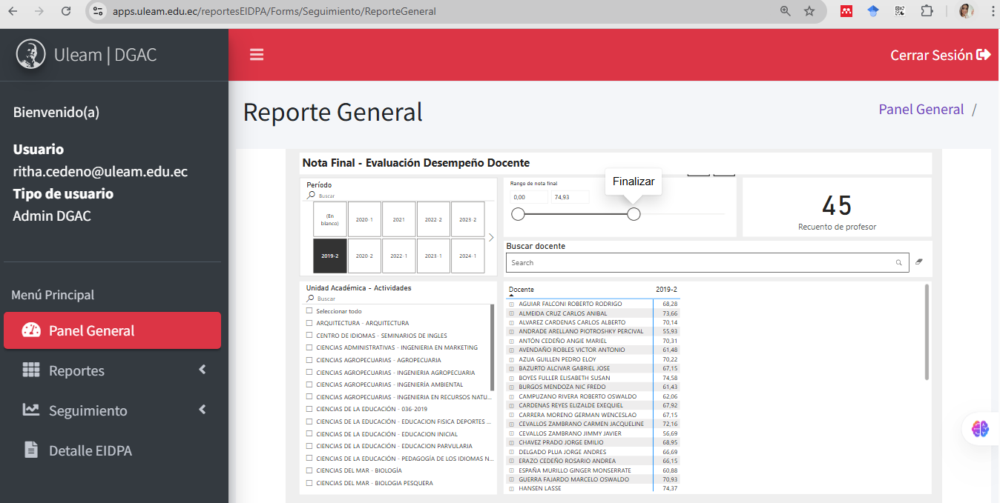 apps.uleam.edu.ec/reportesEIDPA/Forms/Seguimiento/ReporteGeneral
Uleam | DGAC
Cerrar Sesión
Bienvenido(a)
Usuario
ritha.cedeno@uleam.edu.ec
Tipo de usuario
Admin DGAC
Menú Principal
Panel General
Reportes
Seguimiento
Detalle EIDPA
Reporte General
Panel General /
Nota Final - Evaluación Desempeño Docente
Período
Buscar
(En blanco) 2020-1 2021 2022-2 2023-2
2019-2 2020-2 2022-1 2023-1 2024-1
Rango de nota final
0,00 74,93
Finalizar
45
Recuento de profesor
Buscar docente
Search
Unidad Académica - Actividades
Buscar
Seleccionar todo
ARQUITECTURA - ARQUITECTURA
CENTRO DE IDIOMAS - SEMINARIOS DE INGLES
CIENCIAS ADMINISTRATIVAS - INGENIERIA EN MARKETING
CIENCIAS AGROPECUARIAS - AGROPECUARIA
CIENCIAS AGROPECUARIAS - INGENIERIA AGROPECUARIA
CIENCIAS AGROPECUARIAS - INGENIERÍA AMBIENTAL
CIENCIAS AGROPECUARIAS - INGENIERIA EN RECURSOS NATU...
CIENCIAS DE LA EDUCACIÓN - 036-2019
CIENCIAS DE LA EDUCACIÓN - EDUCACION FISICA DEPORTES ...
CIENCIAS DE LA EDUCACIÓN - EDUCACION INICIAL
CIENCIAS DE LA EDUCACIÓN - EDUCACION PARVULARIA
CIENCIAS DE LA EDUCACIÓN - PEDAGOGÍA DE LOS IDIOMAS N...
CIENCIAS DEL MAR - BIOLOGÍA
CIENCIAS DEL MAR - BIOLOGIA PESQUERA
Docente 2019-2
AGUIAR FALCONI ROBERTO RODRIGO 68,28
ALMEIDA CRUZ CARLOS ANIBAL 73,66
ALVAREZ CARDENAS CARLOS ALBERTO 70,14
ANDRADE ARELLANO PIOTROSHKY PERCIVAL 55,93
ANTÓN CEDEÑO ANGIE MARIEL 70,31
AVENDAÑO ROBLES VICTOR ANTONIO 61,48
AZUA GUILLEN PEDRO ELOY 70,22
BAZURTO ALCIVAR GABRIEL JOSE 67,15
BOYES FULLER ELISABETH SUSAN 74,58
BURGOS MENDOZA NIC FREDO 61,43
CAMPUZANO RIVERA ROBERTO OSWALDO 62,06
CARDENAS REYES ELIZALDE EXEQUIEL 67,92
CARRERA MORENO GERMAN WENCESLAO 67,15
CEVALLOS ZAMBRANO CARMEN JACQUELINE 72,16
CEVALLOS ZAMBRANO JIMMY JAVIER 56,69
CHAVEZ PRADO JORGE EMILIO 68,95
DELGADO PLUA JORGE ANDRES 66,69
ERAZO CEDEÑO ROSARIO ANDREA 66,15
ESPAÑA MURILLO GINGER MONSERRATE 60,88
GUERRA FAJARDO MARCELO OSWALDO 70,93
HANSEN LASSE 74,37